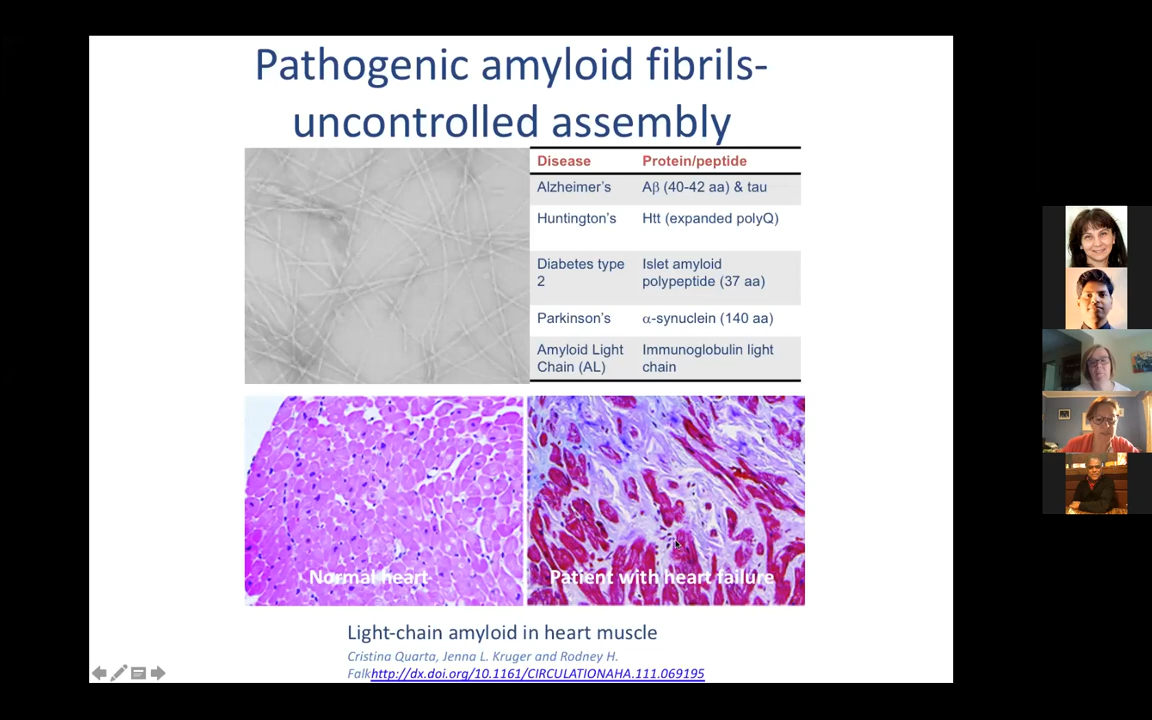 Pathogenic amyloid fibrils-
uncontrolled assembly
Disease Protein/peptide
Alzheimer's Aβ (40-42 aa) & tau
Huntington's Htt (expanded polyQ)
Diabetes type
2
Islet amyloid
polypeptide (37 aa)
Parkinson's α-synuclein (140 aa)
Amyloid Light
Chain (AL)
Immunoglobulin light
chain
Normal heart
Patient with heart failure
Light-chain amyloid in heart muscle
Cristina Quarta, Jenna L. Kruger and Rodney H.
Falkhttp://dx.doi.org/10.1161/CIRCULATIONAHA.111.069195